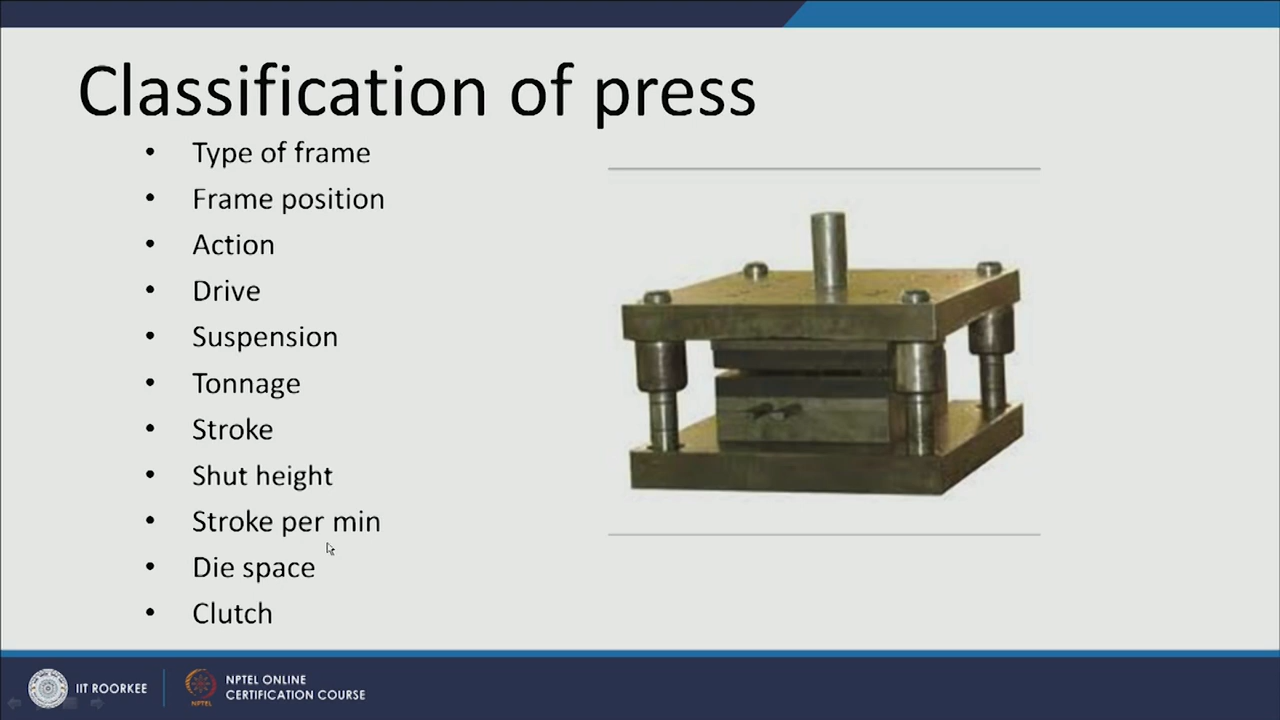 Classification of press
• Type of frame
• Frame position
• Action
• Drive
• Suspension
• Tonnage
• Stroke
• Shut height
• Stroke per min
• Die space
• Clutch
IIT ROORKEE
NPTEL
NPTEL ONLINE
CERTIFICATION COURSE